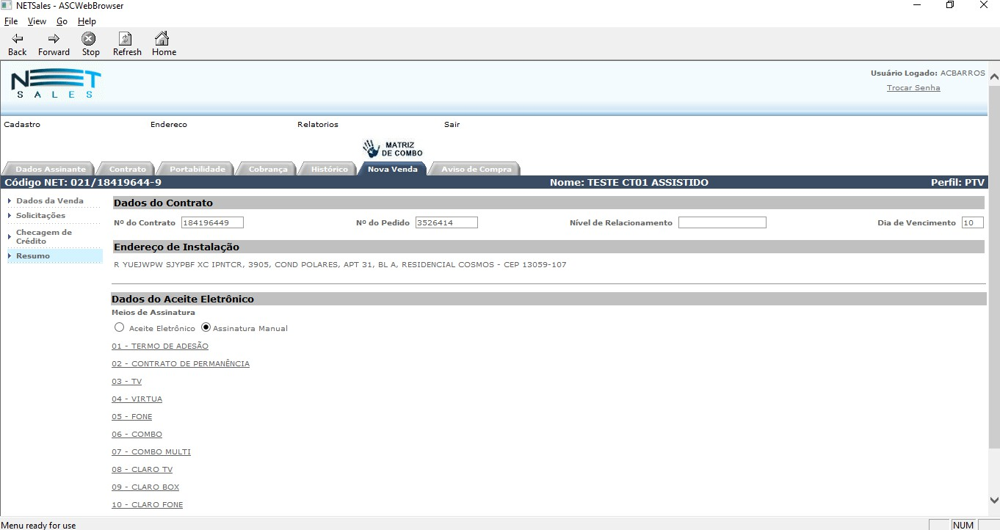 NETSales - ASCWebBrowser
File View Go Help
Back Forward Stop Refresh Home
NET
SALES
Usuário Logado: ACBARROS
Trocar Senha
Cadastro Endereco Relatorios Sair
MATRIZ
DE COMBO
Dados Assinante Contrato Portabilidade Cobrança Histórico Nova Venda Aviso de Compra
Código NET: 021/18419644-9 Nome: TESTE CT01 ASSISTIDO Perfil: PTV
Dados da Venda
Solicitações
Checagem de
Crédito
Resumo
Dados do Contrato
Nº do Contrato 184196449 Nº do Pedido 3526414 Nível de Relacionamento Dia de Vencimento 10
Endereço de Instalação
R YUEJWPW SJYPBF XC IPNTCR, 3905, COND POLARES, APT 31, BL A, RESIDENCIAL COSMOS - CEP 13059-107
Dados do Aceite Eletrônico
Meios de Assinatura
Aceite Eletrônico Assinatura Manual
01 - TERMO DE ADESÃO
02 - CONTRATO DE PERMANÊNCIA
03 - TV
04 - VIRTUA
05 - FONE
06 - COMBO
07 - COMBO MULTI
08 - CLARO TV
09 - CLARO BOX
10 - CLARO FONE
Menu ready for use NUM